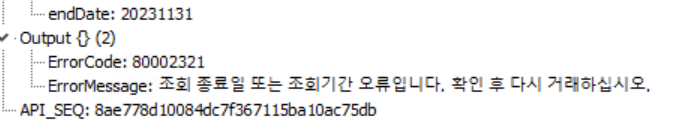 endDate: 20231131
Output {} (2)
ErrorCode: 80002321
ErrorMessage: 조회 종료일 또는 조회기간 오류입니다. 확인 후 다시 거래하십시오.
API_SEQ: 8ae778d10084dc7f367115ba10ac75db